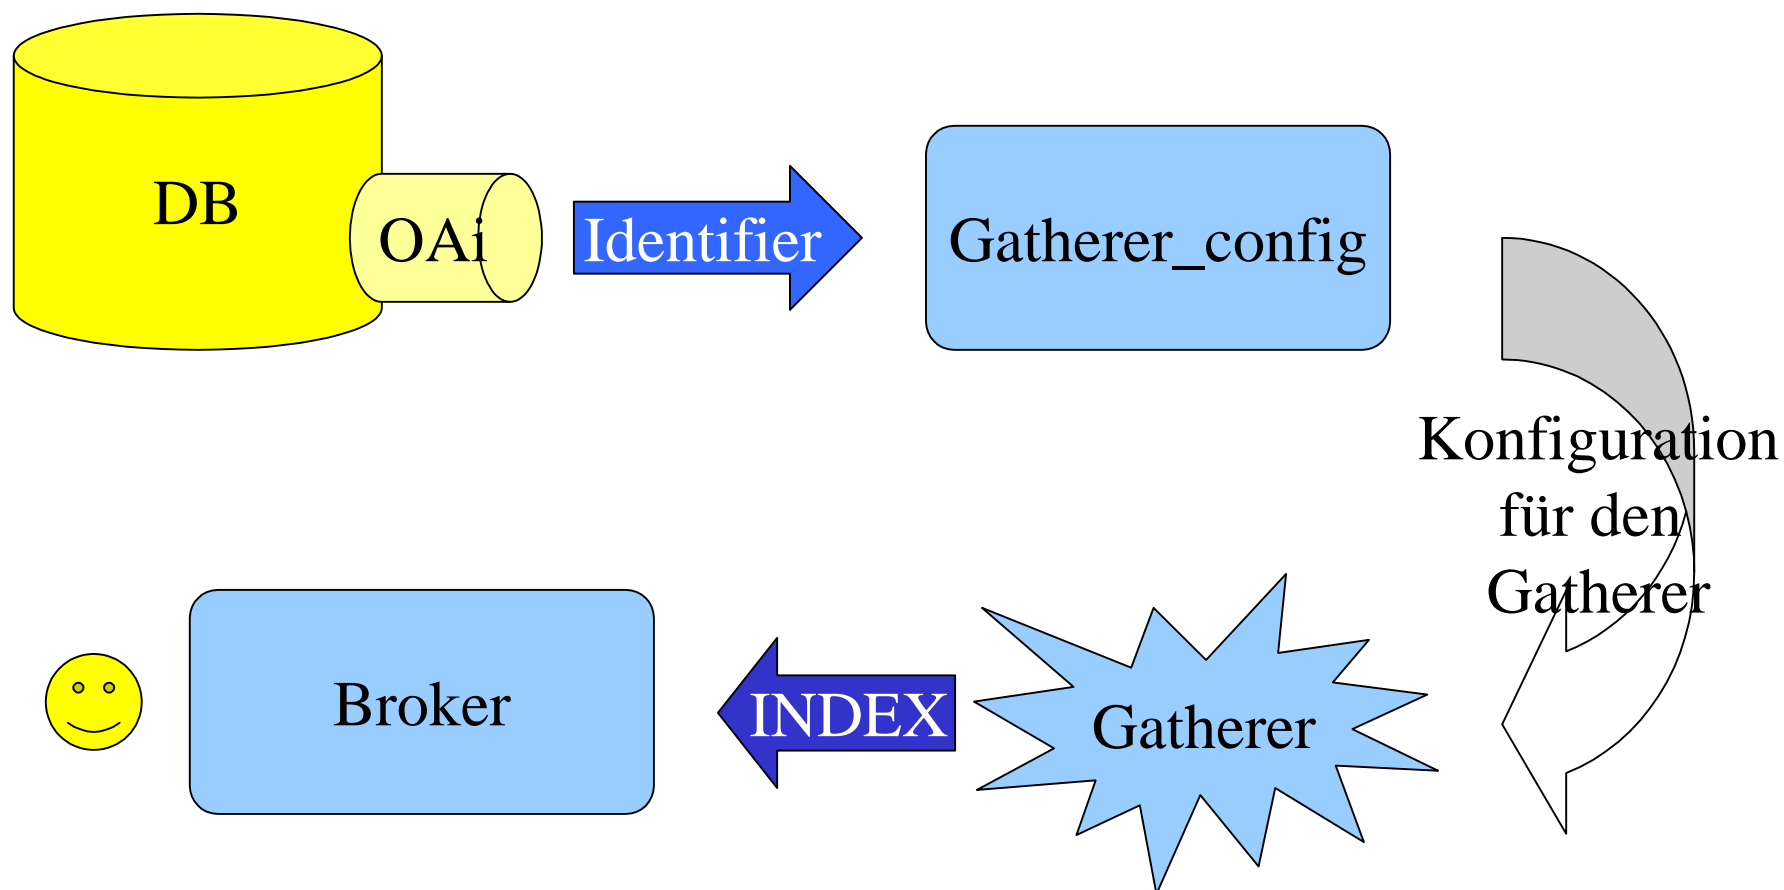 DB
OAi
Identifier
Gatherer_config
Konfiguration
für den
Gatherer
Broker
INDEX
Gatherer